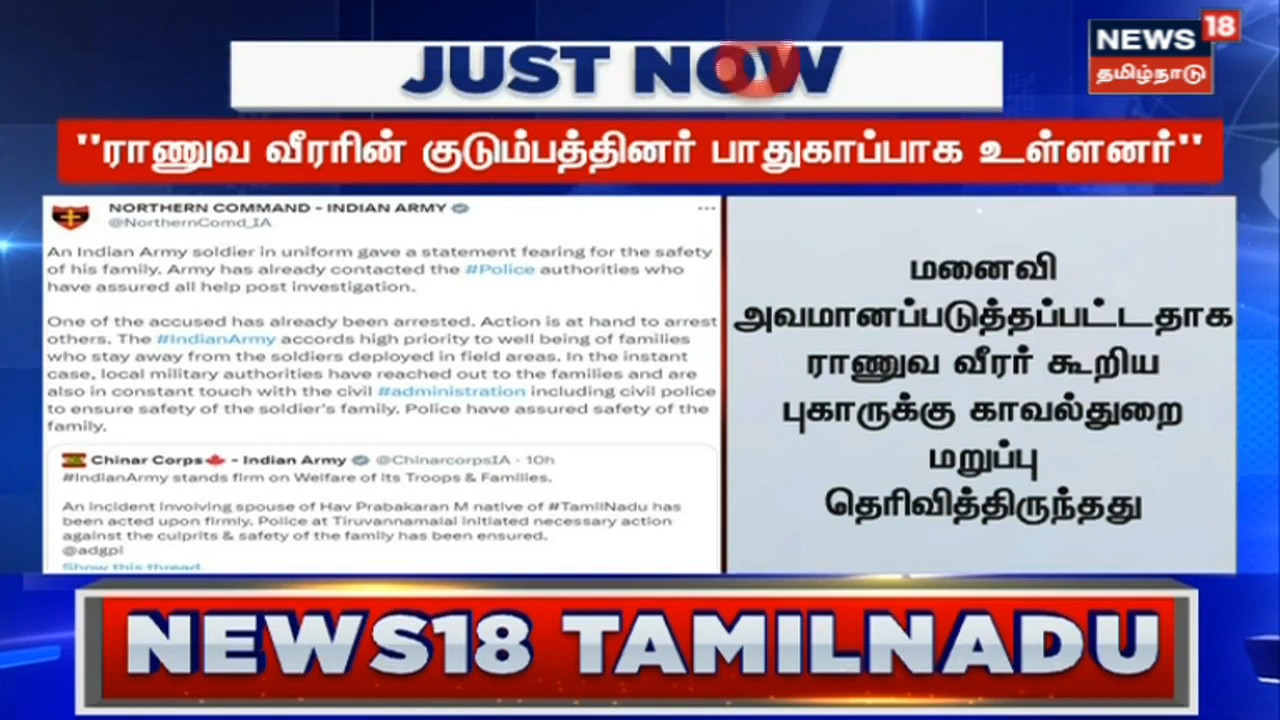 JUST NOW
NEWS 18
தமிழ்நாடு
"ராணுவ வீரரின் குடும்பத்தினர் பாதுகாப்பாக உள்ளனர்"
NORTHERN COMMAND - INDIAN ARMY
@NorthernComd_IA
An Indian Army soldier in uniform gave a statement fearing for the safety
of his family. Army has already contacted the #Police authorities who
have assured all help post investigation.
One of the accused has already been arrested. Action is at hand to arrest
others. The #IndianArmy accords high priority to well being of families
who stay away from the soldiers deployed in field areas. In the instant
case, local military authorities have reached out to the families and are
also in constant touch with the civil #administration including civil police
to ensure safety of the soldier's family. Police have assured safety of the
family.
Chinar Corps🍁 - Indian Army @ChinarcorpsIA · 10h
#IndianArmy stands firm on Welfare of its Troops & Families.
An incident involving spouse of Hav Prabakaran M native of #TamilNadu has
been acted upon firmly. Police at Tiruvannamalai initiated necessary action
against the culprits & safety of the family has been ensured.
@adgpi
Show this thread
மனைவி
அவமானப்படுத்தப்பட்டதாக
ராணுவ வீரர் கூறிய
புகாருக்கு காவல்துறை
மறுப்பு
தெரிவித்திருந்தது
NEWS18 TAMILNADU